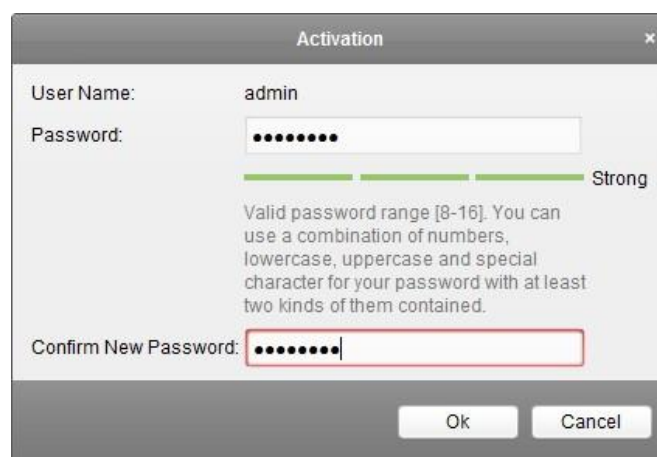 Activation
×
User Name: admin
Password: ●●●●●●●●
Strong
Valid password range [8-16]. You can
use a combination of numbers,
lowercase, uppercase and special
character for your password with at least
two kinds of them contained.
Confirm New Password: ●●●●●●●●
Ok Cancel